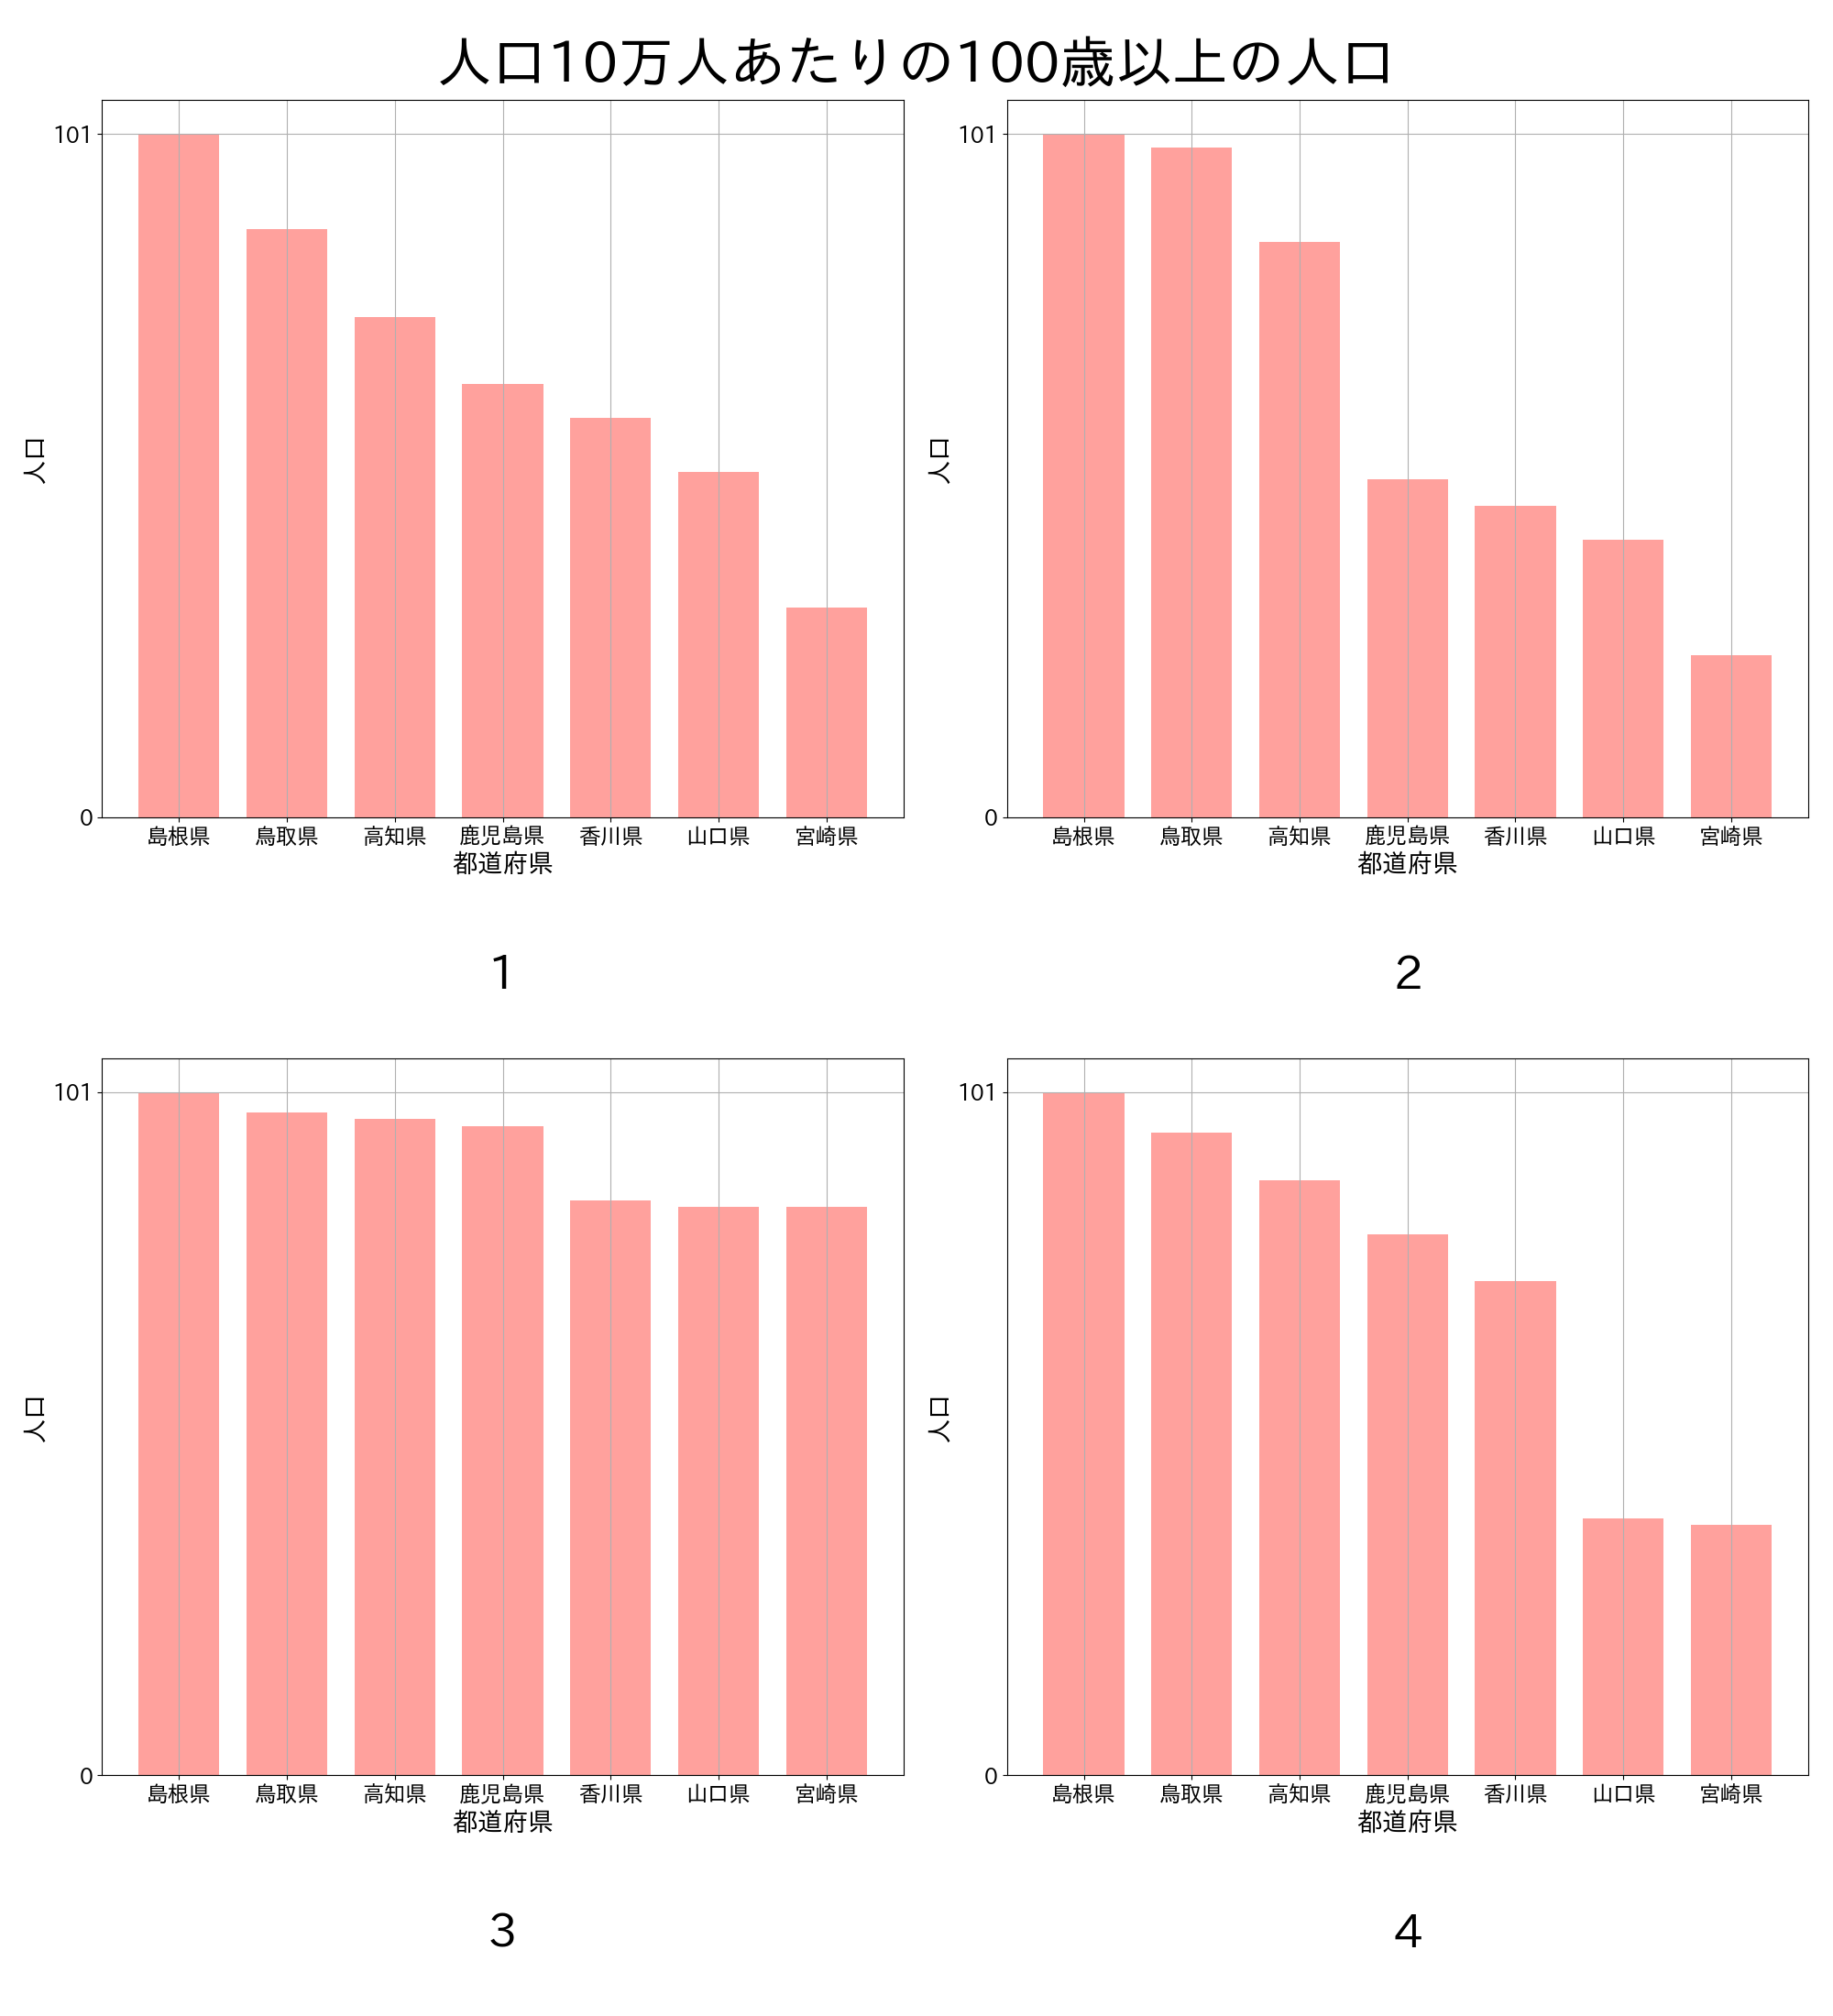 人口10万人あたりの100歳以上の人口
101
0
人口
島根県 鳥取県 高知県 鹿児島県 香川県 山口県 宮崎県
都道府県
1
101
0
人口
島根県 鳥取県 高知県 鹿児島県 香川県 山口県 宮崎県
都道府県
2
101
0
人口
島根県 鳥取県 高知県 鹿児島県 香川県 山口県 宮崎県
都道府県
3
101
0
人口
島根県 鳥取県 高知県 鹿児島県 香川県 山口県 宮崎県
都道府県
4